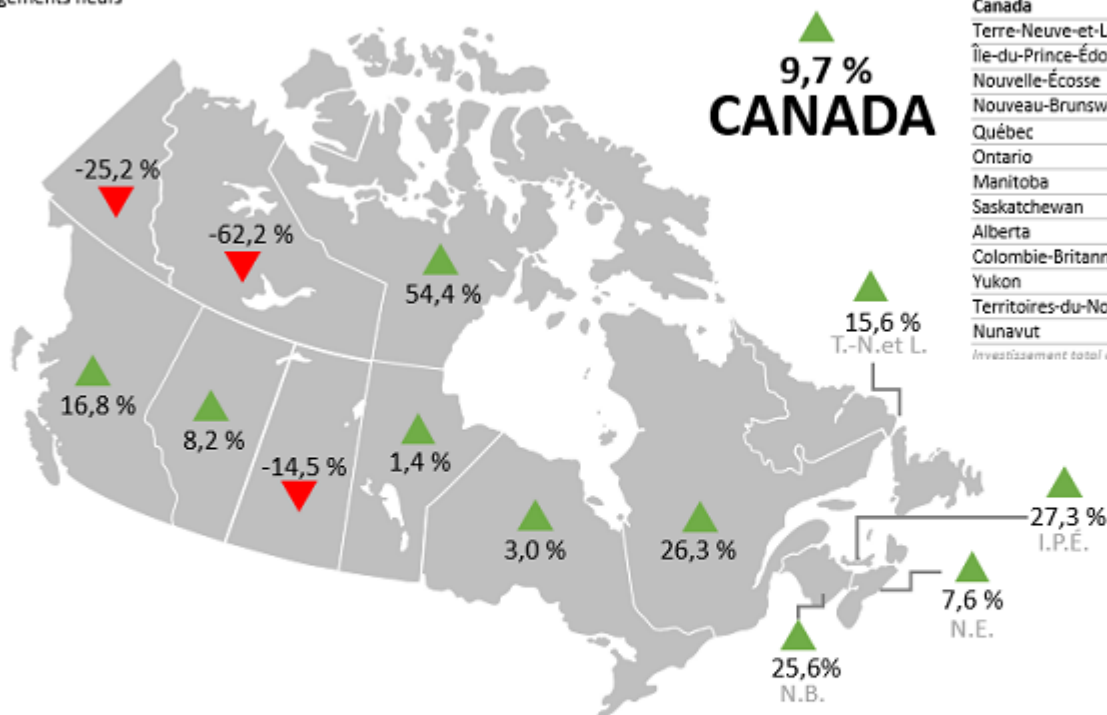 Canada
Terre-Neuve-et-L
9,7 %
Île-du-Prince-Édo
CANADA
Nouvelle-Écosse
Nouveau-Brunsw
Québec
Ontario
Manitoba
Saskatchewan
Alberta
Colombie-Britann
Yukon
Territoires-du-No
Nunavut
Investissement total
-25,2 %
-62,2 %
54,4 %
15,6 %
T.-N.et L.
16,8 %
8,2 %
1,4 %
-14,5 %
3,0 %
26,3 %
27,3 %
I.P.É.
7,6 %
N.E.
25,6%
N.B.